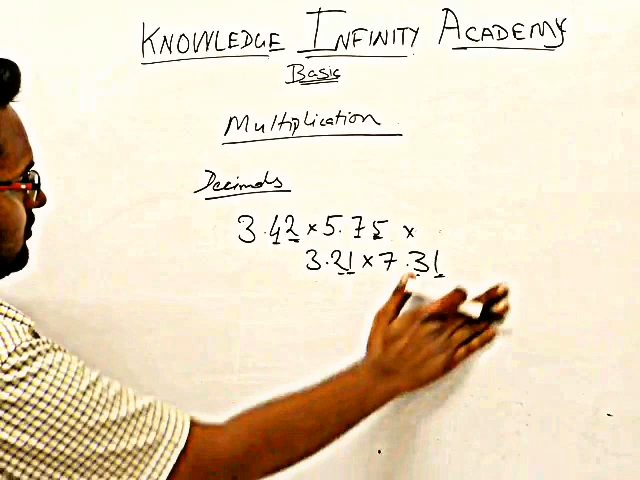 KNOWLEDGE INFINITY ACADEMY
Basic
Multiplication
Decimals
3.42 × 5.75 ×
3.21 × 7.31